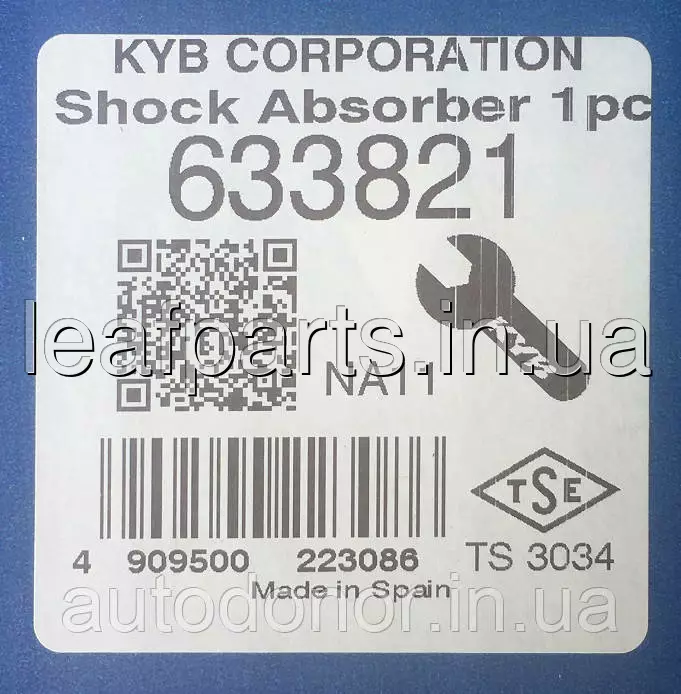 KYB CORPORATION
Shock Absorber 1pc
633821
KYB
leafparts.in.ua
NA11
TSE
4 909500 223086
TS 3034
Made in Spain
autodorior.in.ua